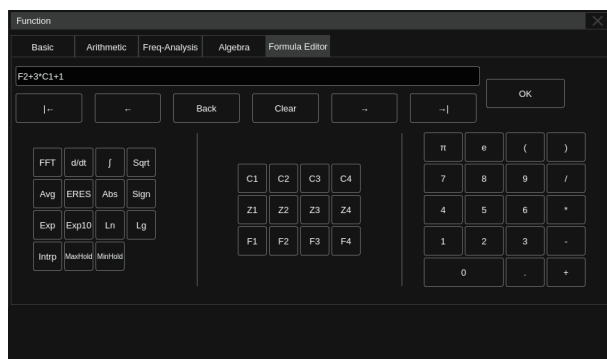 Function
Basic Arithmetic Freq-Analysis Algebra Formula Editor
F2+3*C1+1
OK
|← ← Back Clear → →|
FFT d/dt ∫ Sqrt
Avg ERES Abs Sign
Exp Exp10 Ln Lg
Intrp MaxHold MinHold
C1 C2 C3 C4
Z1 Z2 Z3 Z4
F1 F2 F3 F4
π e ( )
7 8 9 /
4 5 6 *
1 2 3 -
0 . +